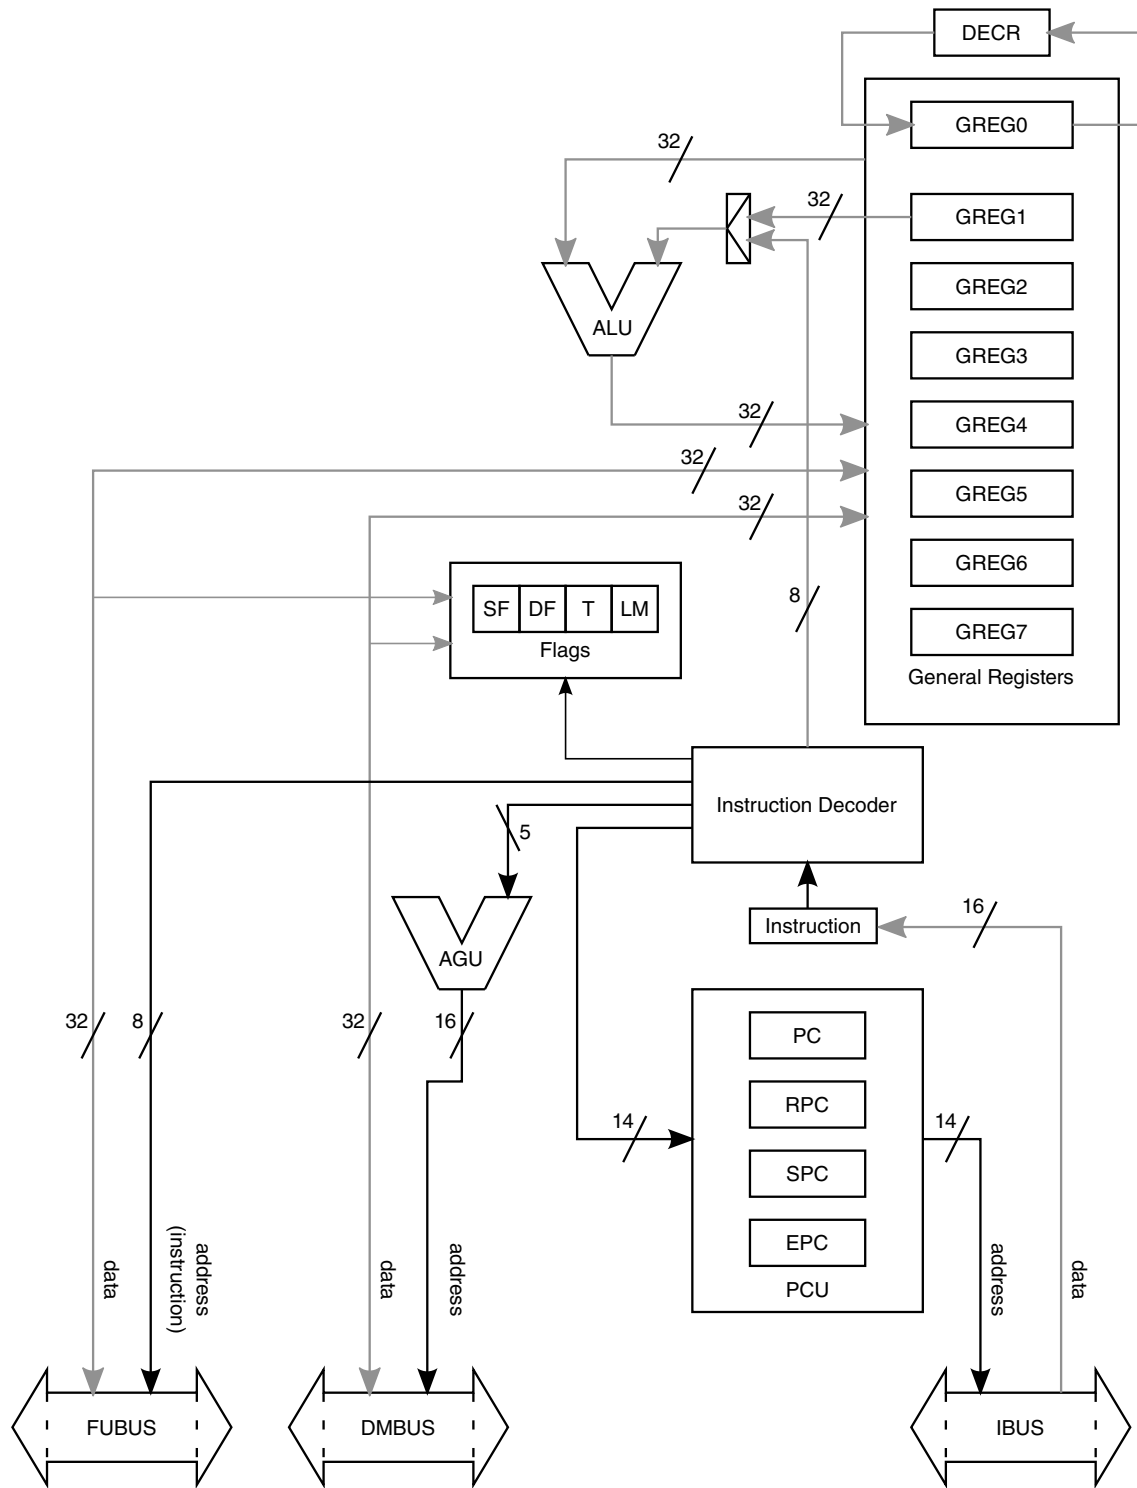 DECR
GREG0
32
32
GREG1
GREG2
ALU
GREG3
32
GREG4
32
GREG5
32
GREG6
8
SF DF T LM
GREG7
Flags
General Registers
Instruction Decoder
5
Instruction
16
AGU
32
8
32
16
PC
RPC
14
14
SPC
EPC
PCU
data
address
(instruction)
data
address
address
data
FUBUS
DMBUS
IBUS